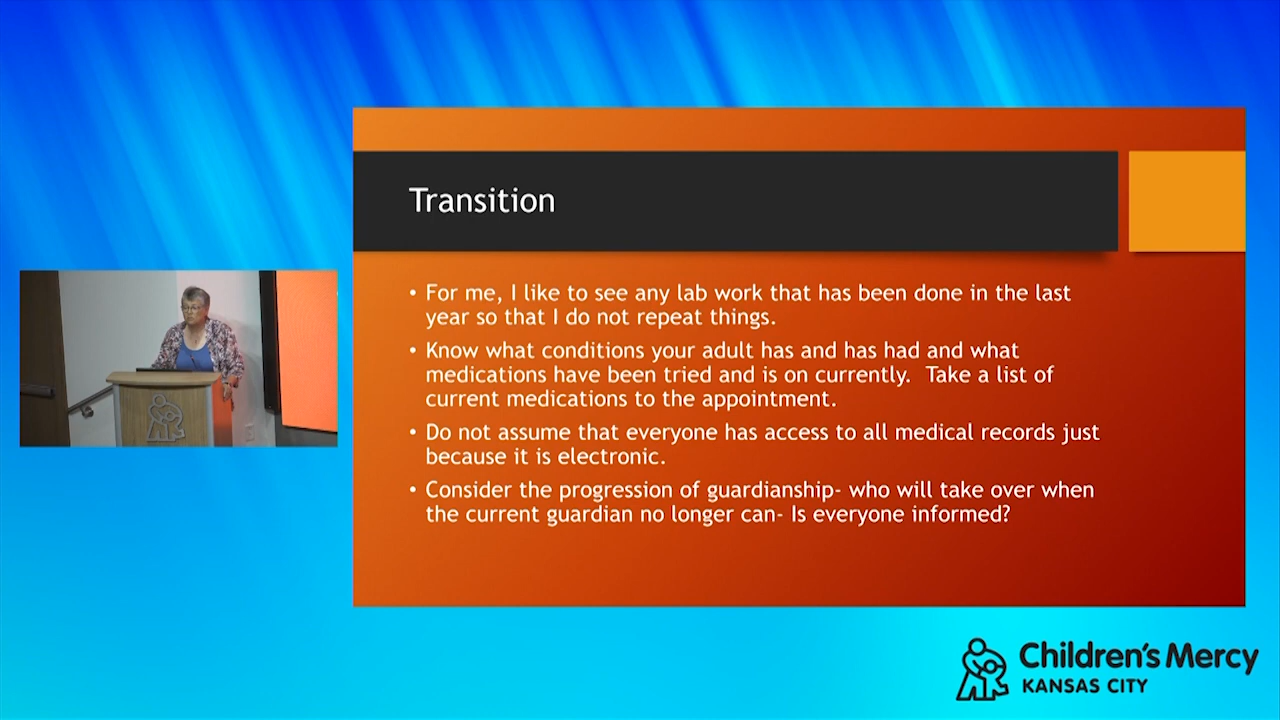 Transition
• For me, I like to see any lab work that has been done in the last
year so that I do not repeat things.
• Know what conditions your adult has and has had and what
medications have been tried and is on currently.  Take a list of
current medications to the appointment.
• Do not assume that everyone has access to all medical records just
because it is electronic.
• Consider the progression of guardianship- who will take over when
the current guardian no longer can- Is everyone informed?
Children's Mercy
KANSAS CITY